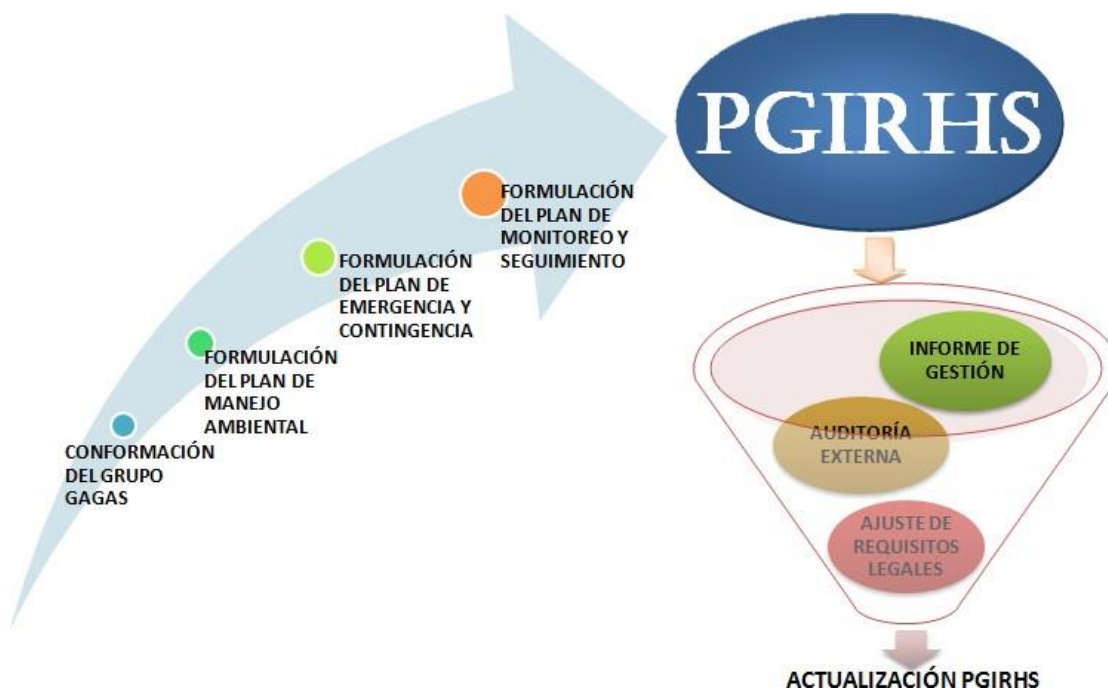 PGIRHS
FORMULACIÓN
DEL PLAN DE
MONITOREO Y
SEGUIMIENTO
FORMULACIÓN
DEL PLAN DE
EMERGENCIA Y
CONTINGENCIA
FORMULACIÓN
DEL PLAN DE
MANEJO
AMBIENTAL
CONFORMACIÓN
DEL GRUPO
GAGAS
INFORME DE
GESTIÓN
AUDITORÍA
EXTERNA
AJUSTE DE
REQUISITOS
LEGALES
ACTUALIZACIÓN PGIRHS